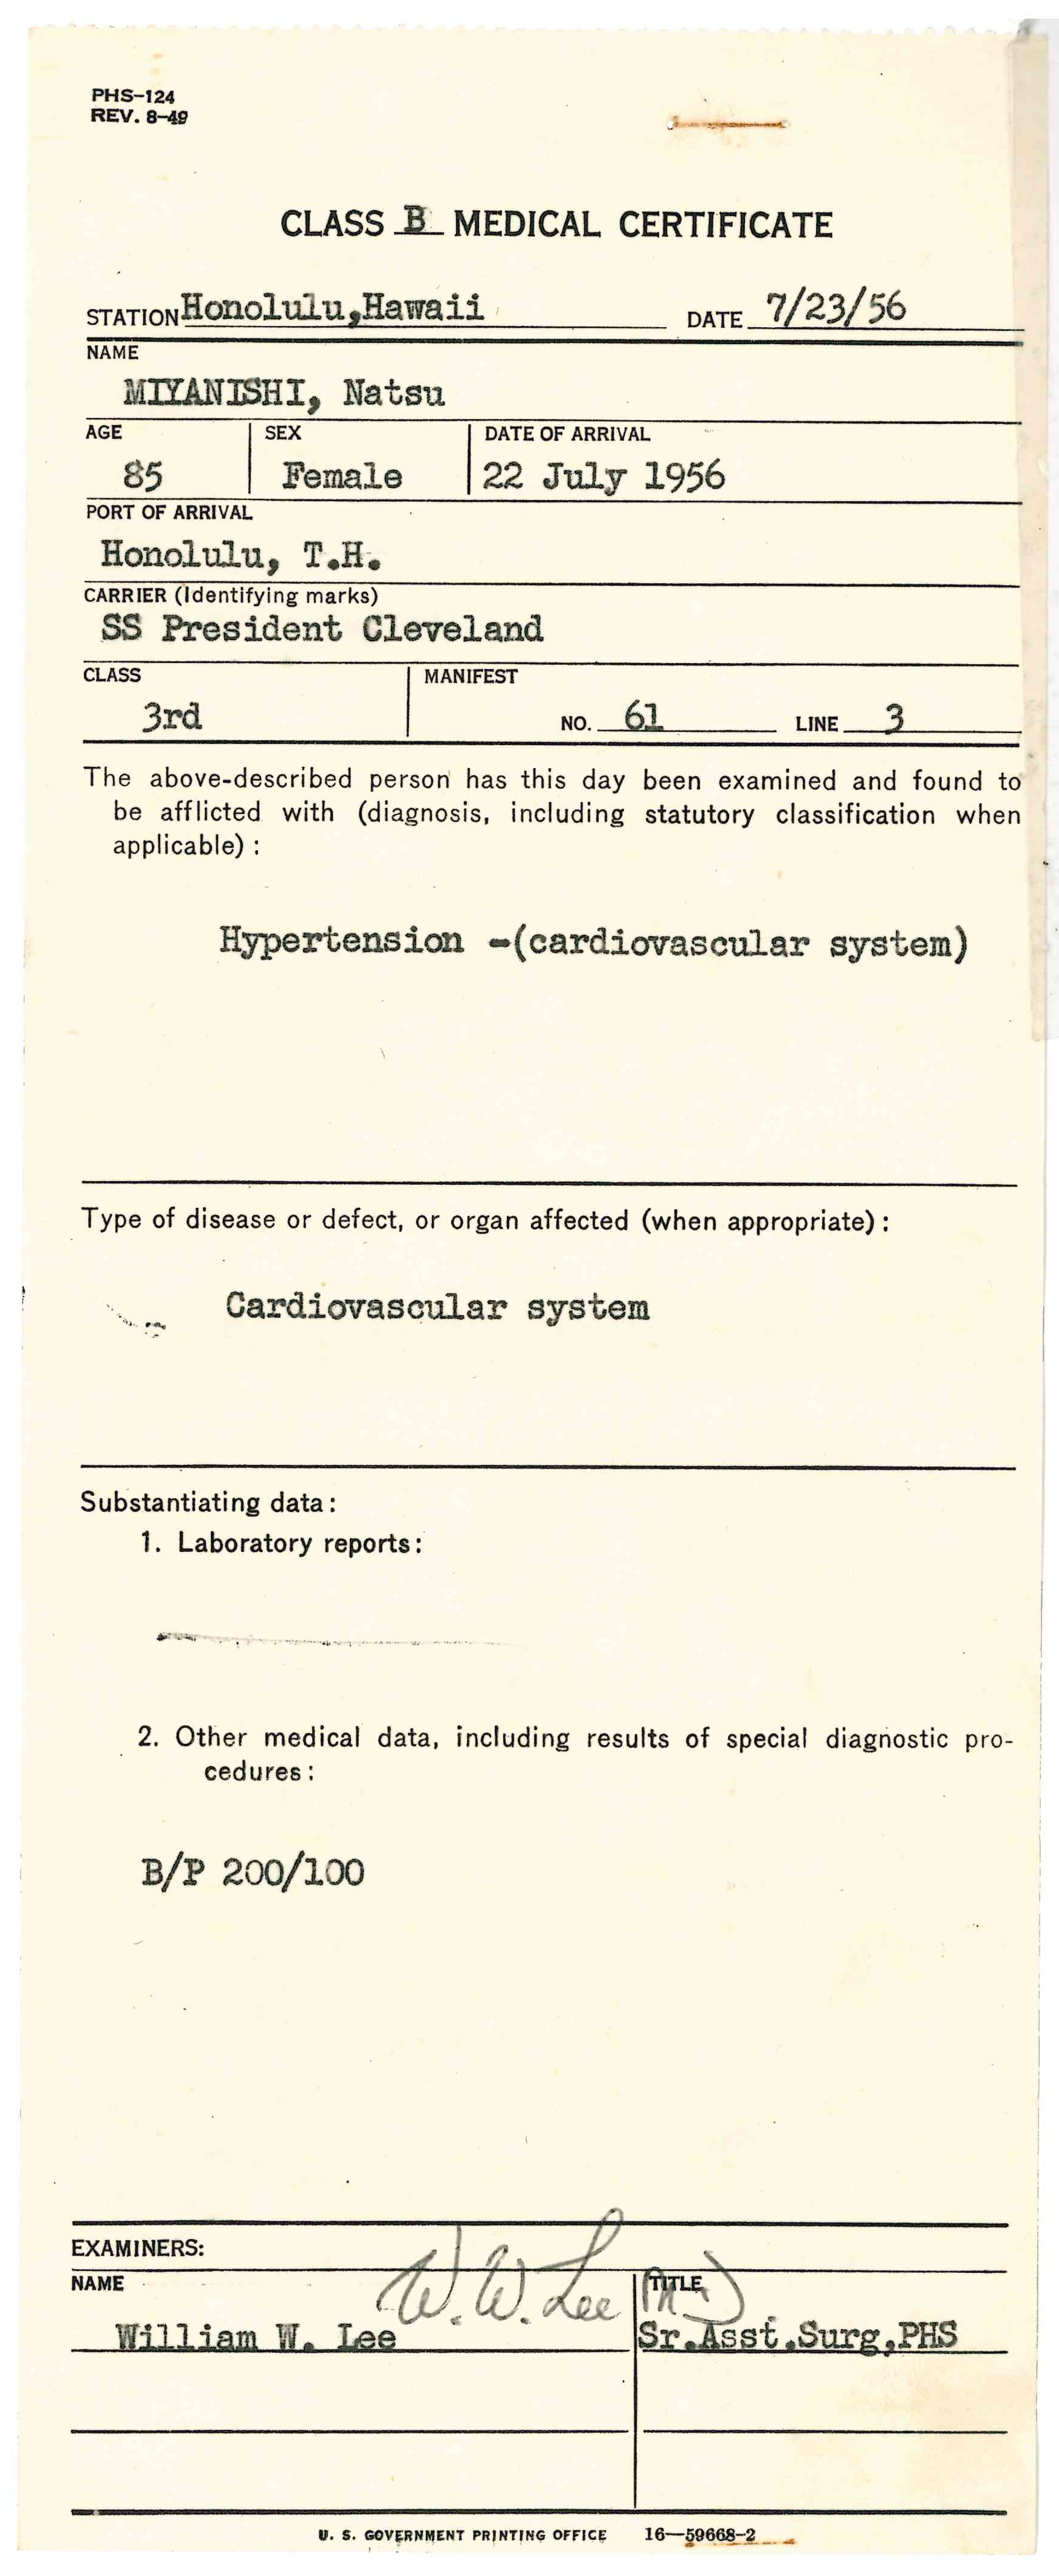 PHS-124
REV. 8-49
CLASS B MEDICAL CERTIFICATE
STATION Honolulu,Hawaii DATE 7/23/56
NAME
MIYANISHI, Natsu
AGE SEX DATE OF ARRIVAL
85 Female 22 July 1956
PORT OF ARRIVAL
Honolulu, T.H.
CARRIER (Identifying marks)
SS President Cleveland
CLASS MANIFEST
3rd NO. 61 LINE 3
The above-described person has this day been examined and found to
be afflicted with (diagnosis, including statutory classification when
applicable) :
Hypertension -(cardiovascular system)
Type of disease or defect, or organ affected (when appropriate) :
Cardiovascular system
Substantiating data :
1. Laboratory reports:
2. Other medical data, including results of special diagnostic pro-
cedures :
B/P 200/100
EXAMINERS:
W. W. Lee
NAME TITLE
William W. Lee Sr.Asst.Surg,PHS
U. S. GOVERNMENT PRINTING OFFICE 16—59668-2